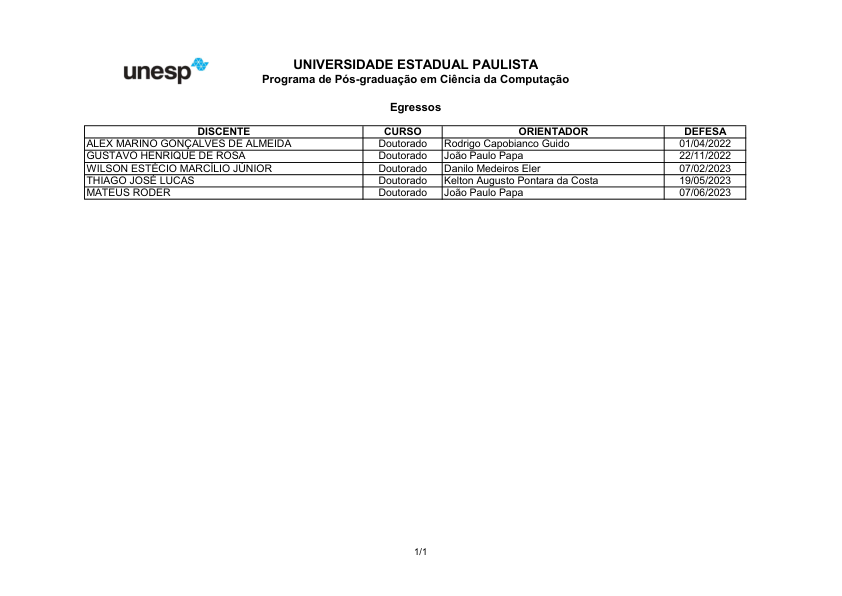 unesp
UNIVERSIDADE ESTADUAL PAULISTA
Programa de Pós-graduação em Ciência da Computação
Egressos
DISCENTE CURSO ORIENTADOR DEFESA
ALEX MARINO GONÇALVES DE ALMEIDA Doutorado Rodrigo Capobianco Guido 01/04/2022
GUSTAVO HENRIQUE DE ROSA Doutorado João Paulo Papa 22/11/2022
WILSON ESTÉCIO MARCÍLIO JÚNIOR Doutorado Danilo Medeiros Eler 07/02/2023
THIAGO JOSÉ LUCAS Doutorado Kelton Augusto Pontara da Costa 19/05/2023
MATEUS RODER Doutorado João Paulo Papa 07/06/2023
1/1